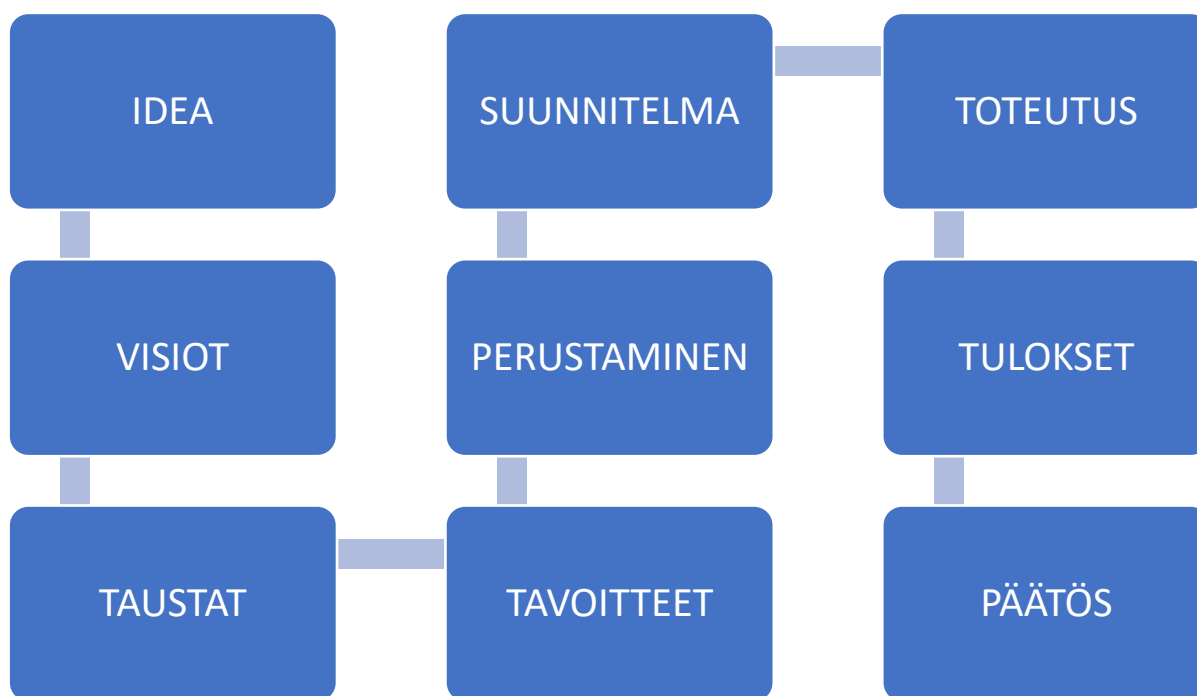 IDEA
VISIOT
TAUSTAT
TAVOITTEET
PERUSTAMINEN
SUUNNITELMA
TOTEUTUS
TULOKSET
PÄÄTÖS